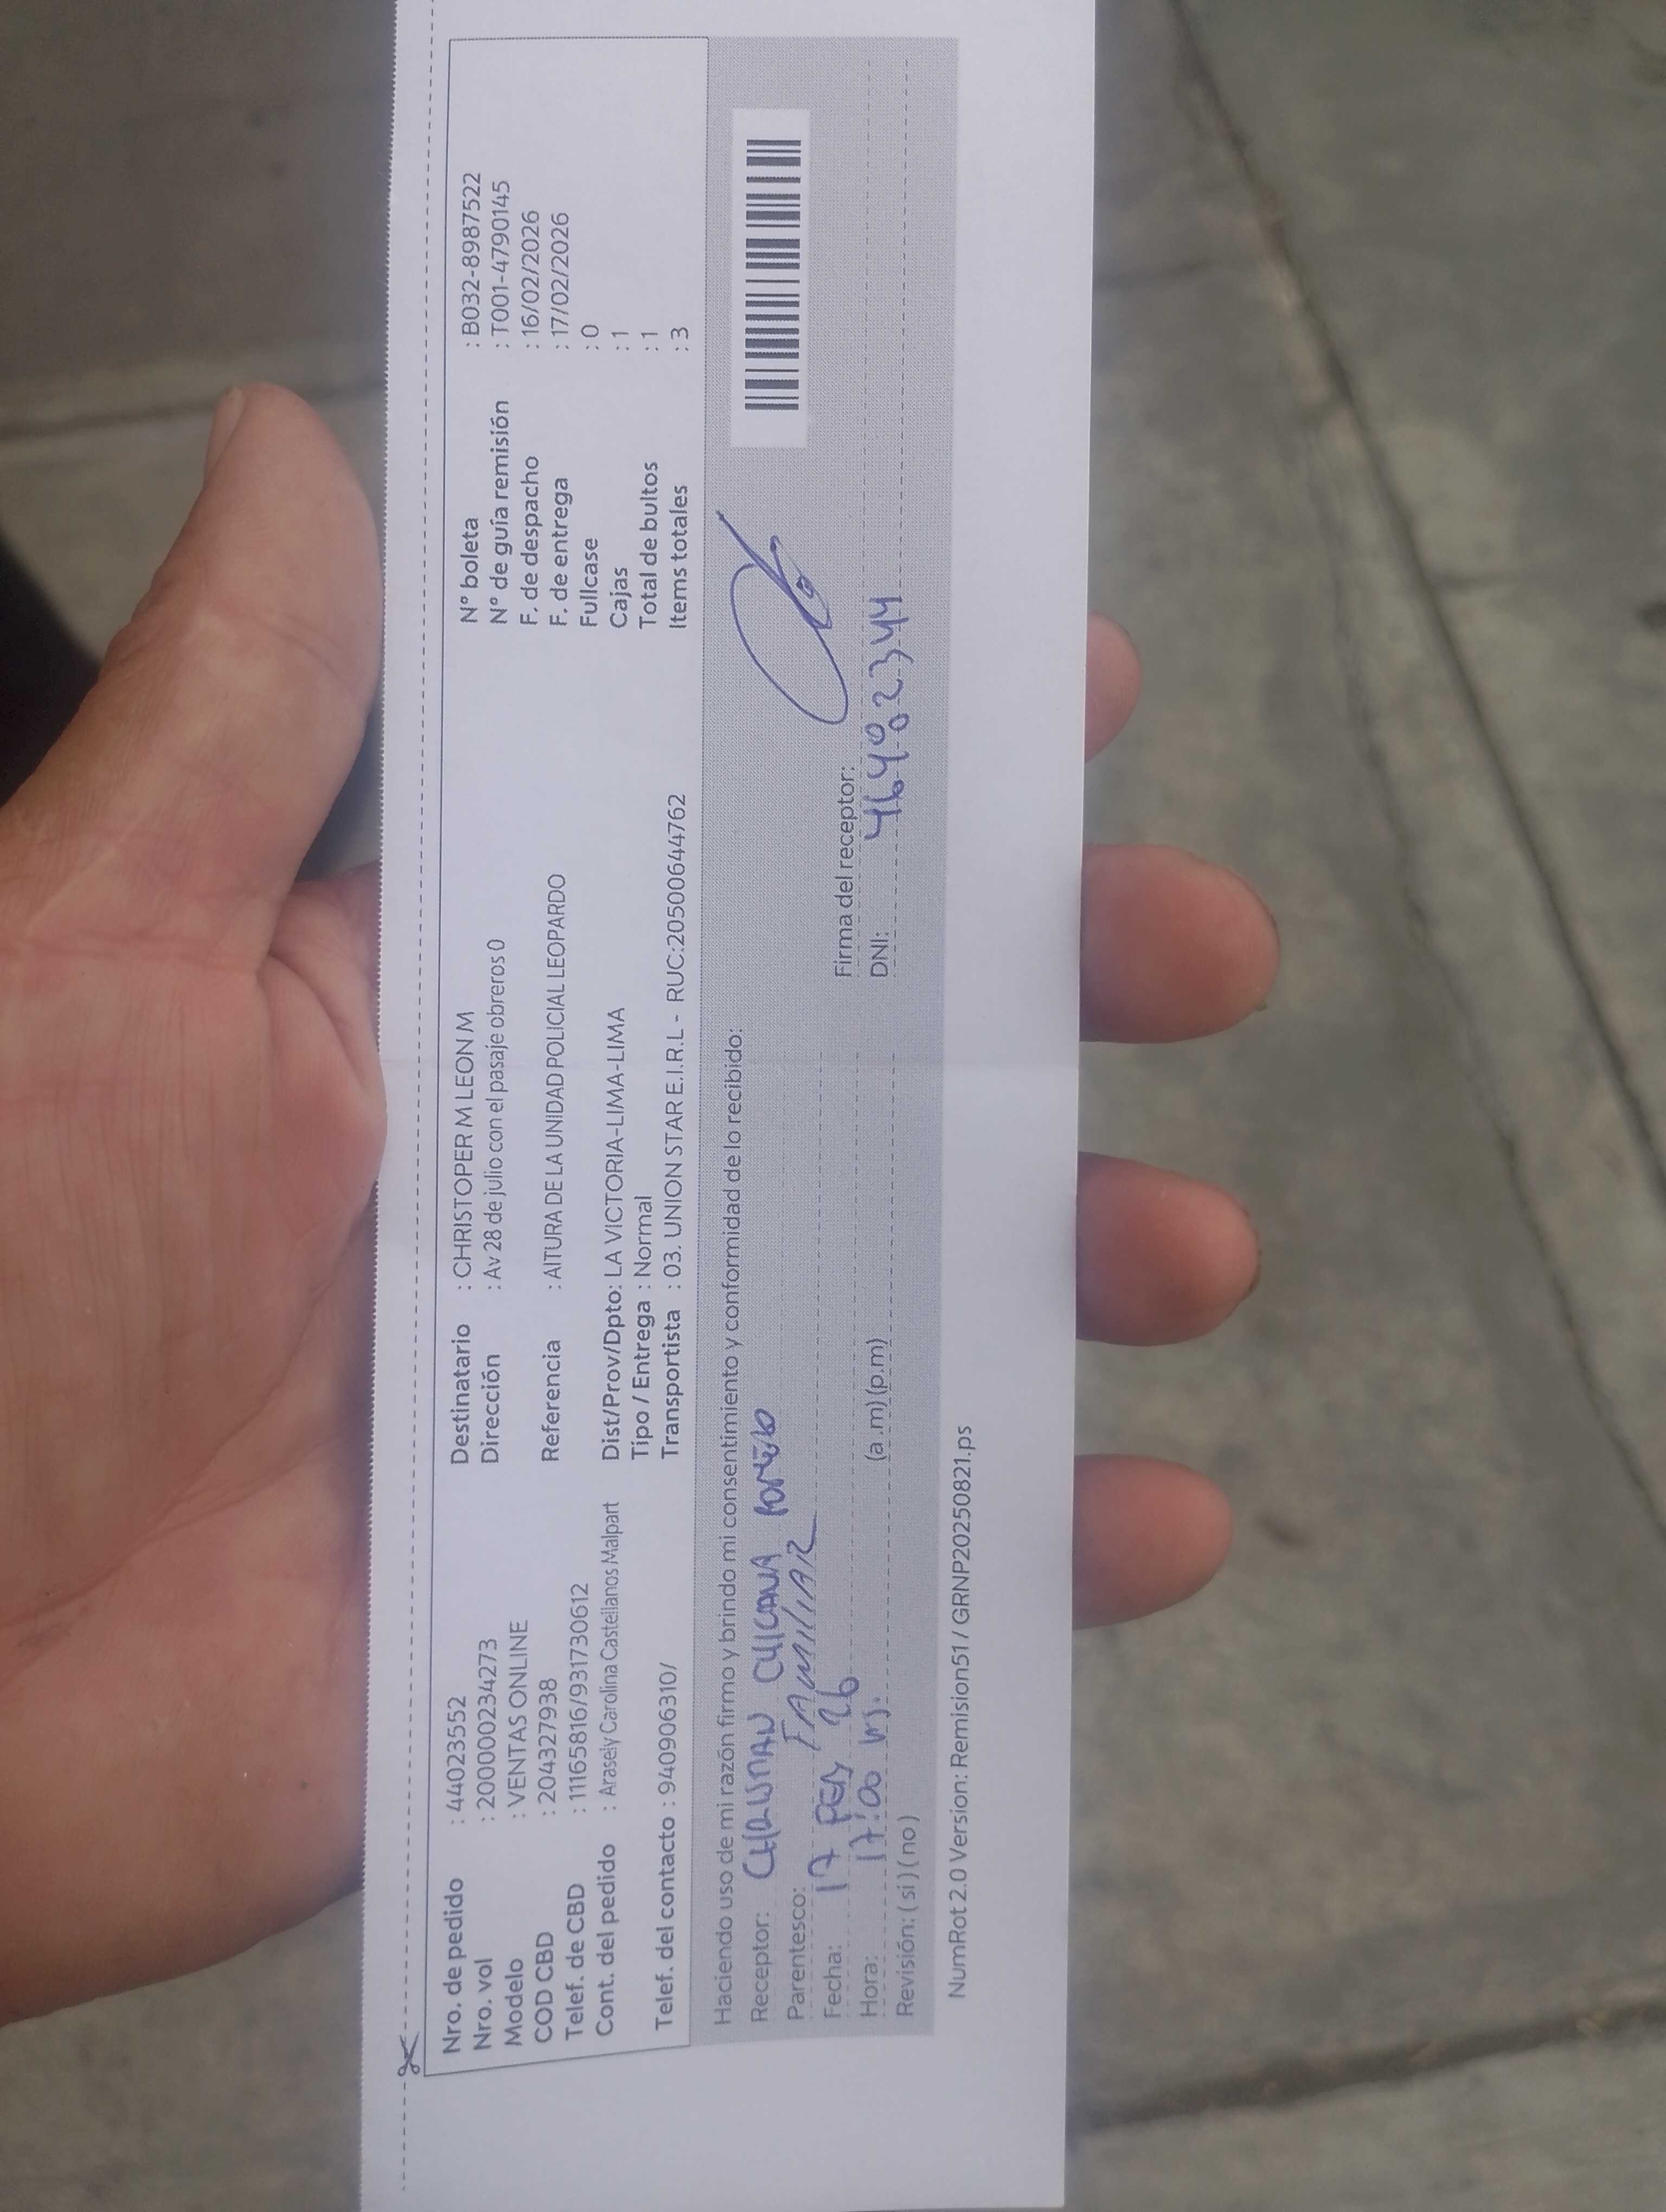 Nro. de pedido : 44023552
Nro. vol : 200000234273
Modelo : VENTAS ONLINE
COD CBD : 204327938
Telef. de CBD : 11165816/931730612
Cont. del pedido : Arasely Carolina Castellanos Malpart
Telef. del contacto : 940906310/
Destinatario : CHRISTOPER M LEON M
Dirección : Av 28 de julio con el pasaje obreros 0
Referencia : AlTURA DE LA UNIDAD POLICIAL LEOPARDO
Dist/Prov/Dpto: LA VICTORIA-LIMA-LIMA
Tipo / Entrega : Normal
Transportista : 03. UNION STAR E.I.R.L - RUC:20500644762
N° boleta : B032-8987522
N° de guía remisión : T001-4790145
F. de despacho : 16/02/2026
F. de entrega : 17/02/2026
Fullcase : 0
Cajas : 1
Total de bultos : 1
Items totales : 3
Haciendo uso de mi razón firmo y brindo mi consentimiento y conformidad de lo recibido:
Receptor:
Parentesco: FAMILIAR
Fecha: 17 FEB 26
Hora: 17:00 (a .m) (p.m)
Revisión: ( si ) ( no )
Firma del receptor:
DNI: 46482344
NumRot 2.0 Version: Remision51 / GRNP20250821.ps